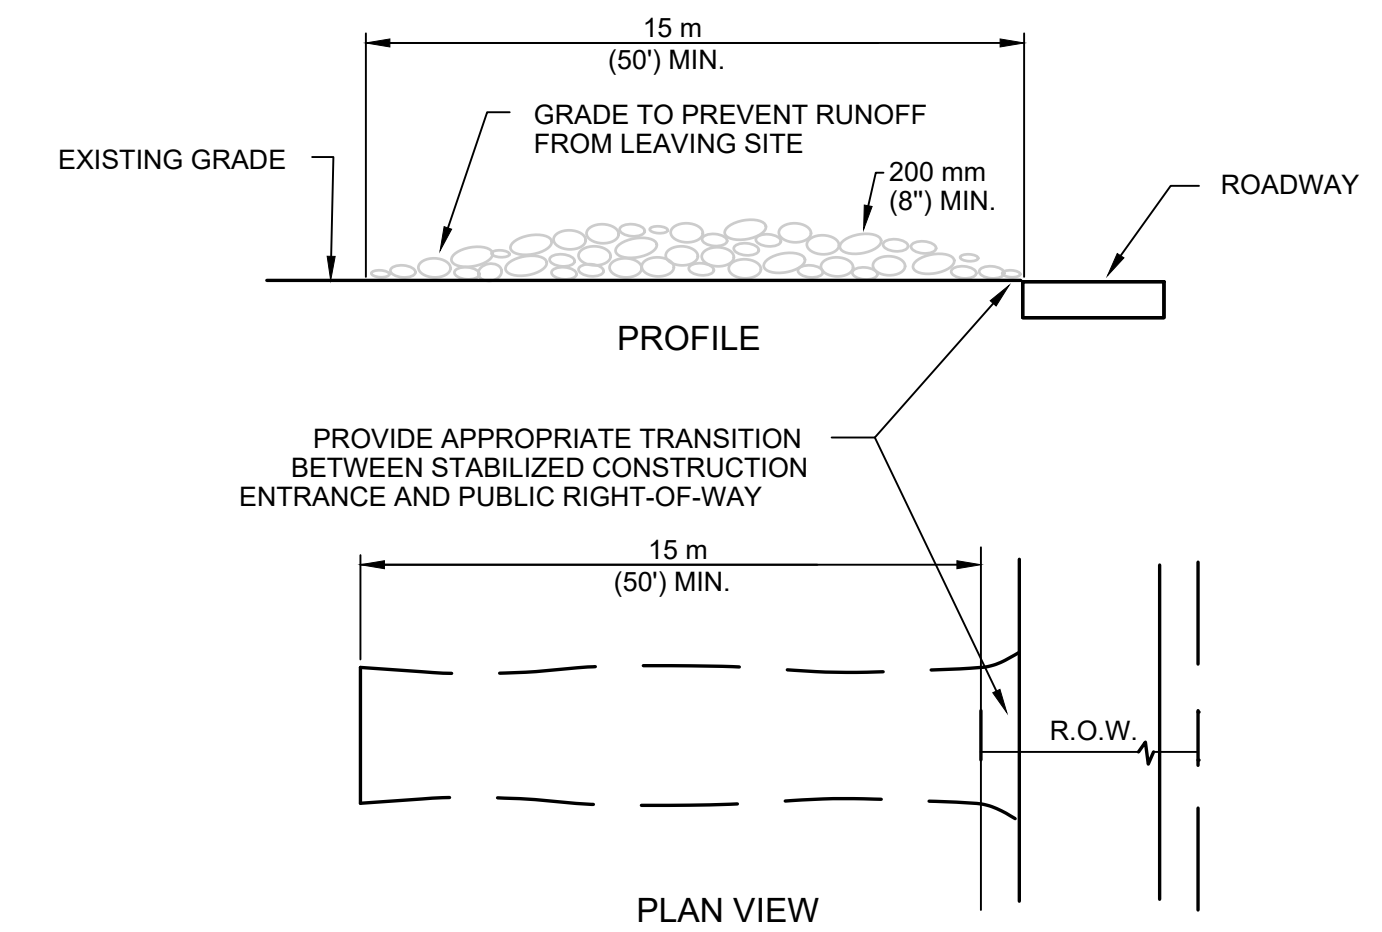 15 m
(50') MIN.
GRADE TO PREVENT RUNOFF
FROM LEAVING SITE
EXISTING GRADE
200 mm
(8") MIN.
ROADWAY
PROFILE
PROVIDE APPROPRIATE TRANSITION
BETWEEN STABILIZED CONSTRUCTION
ENTRANCE AND PUBLIC RIGHT-OF-WAY
15 m
(50') MIN.
R.O.W.
PLAN VIEW